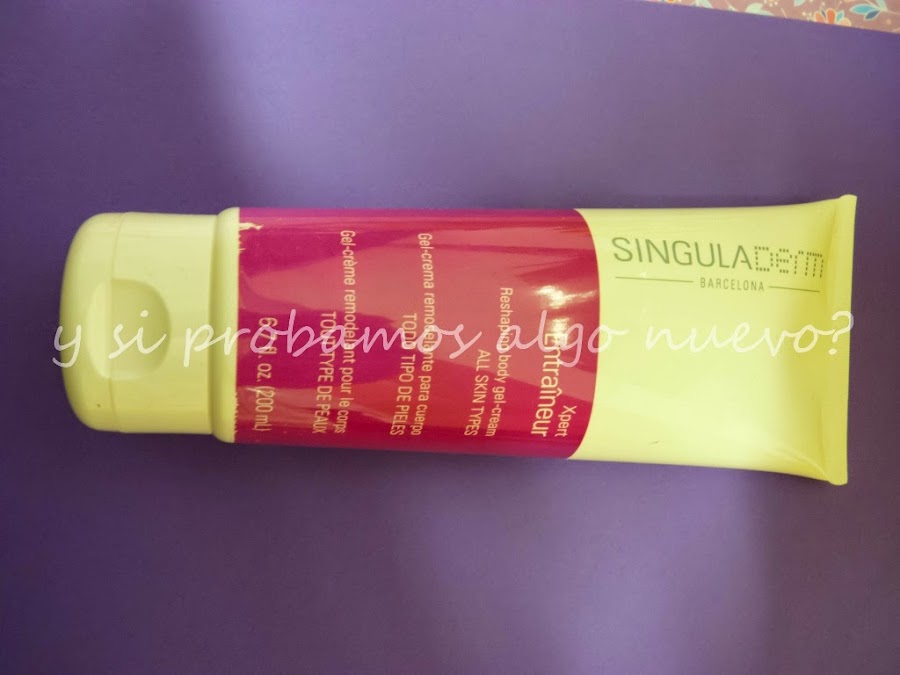 SINGULADERM
BARCELONA
Xpert
L'Entraîneur
Reshaping body gel-cream
ALL SKIN TYPES
Gel-crema remodelante para cuerpo
TODO TIPO DE PIELES
Gel-crème remodelant pour le corps
TOUT TYPE DE PEAUX
fl. oz. (200 mL)
y si probamos algo nuevo?